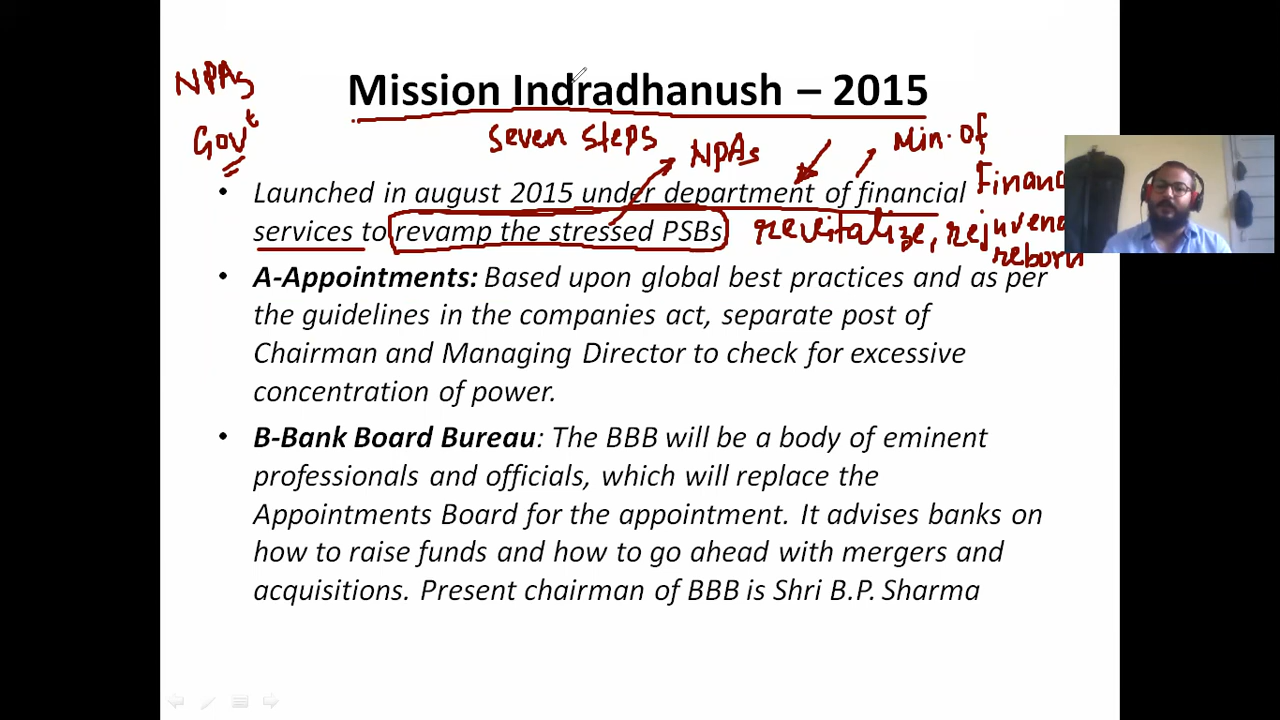 NPAs
Mission Indradhanush – 2015
Govt
seven steps
NPAs
Min. of
Financ
• Launched in august 2015 under department of financial
services to revamp the stressed PSBs
revitalize, rejuvena
reborn
• A-Appointments: Based upon global best practices and as per
the guidelines in the companies act, separate post of
Chairman and Managing Director to check for excessive
concentration of power.
• B-Bank Board Bureau: The BBB will be a body of eminent
professionals and officials, which will replace the
Appointments Board for the appointment. It advises banks on
how to raise funds and how to go ahead with mergers and
acquisitions. Present chairman of BBB is Shri B.P. Sharma